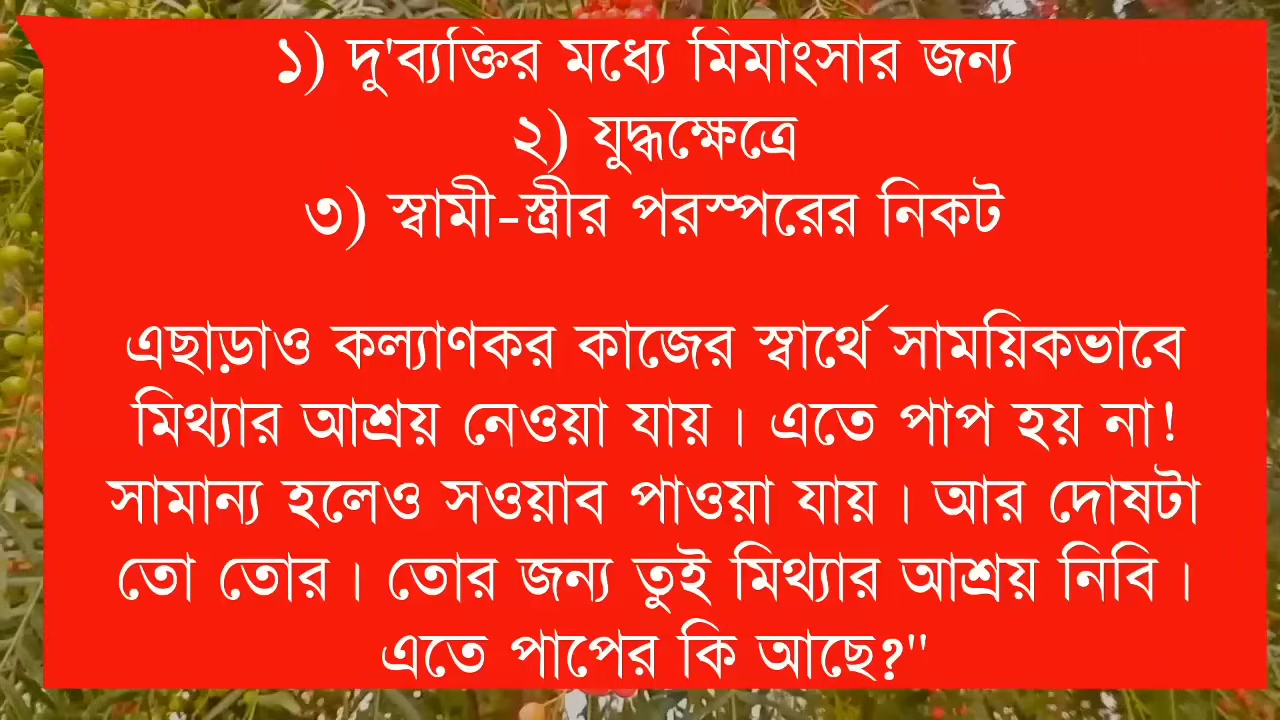 ১) দু'ব্যক্তির মধ্যে মিমাংসার জন্য
২) যুদ্ধক্ষেত্রে
৩) স্বামী-স্ত্রীর পরস্পরের নিকট
এছাড়াও কল্যাণকর কাজের স্বার্থে সাময়িকভাবে
মিথ্যার আশ্রয় নেওয়া যায়। এতে পাপ হয় না!
সামান্য হলেও সওয়াব পাওয়া যায়। আর দোষটা
তো তোর। তোর জন্য তুই মিথ্যার আশ্রয় নিবি।
এতে পাপের কি আছে?"